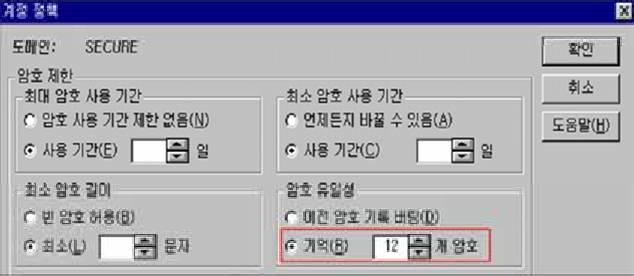 계정 정책
도메인: SECURE
확인
취소
도움말(H)
암호 제한
최대 암호 사용 기간
암호 사용 기간 제한 없음(N)
사용 기간(E) 일
최소 암호 사용 기간
언제든지 바꿀 수 있음(A)
사용 기간(C) 일
최소 암호 길이
빈 암호 허용(B)
최소(L) 문자
암호 유일성
이전 암호 기록 버림(D)
기억(R) 12 개 암호